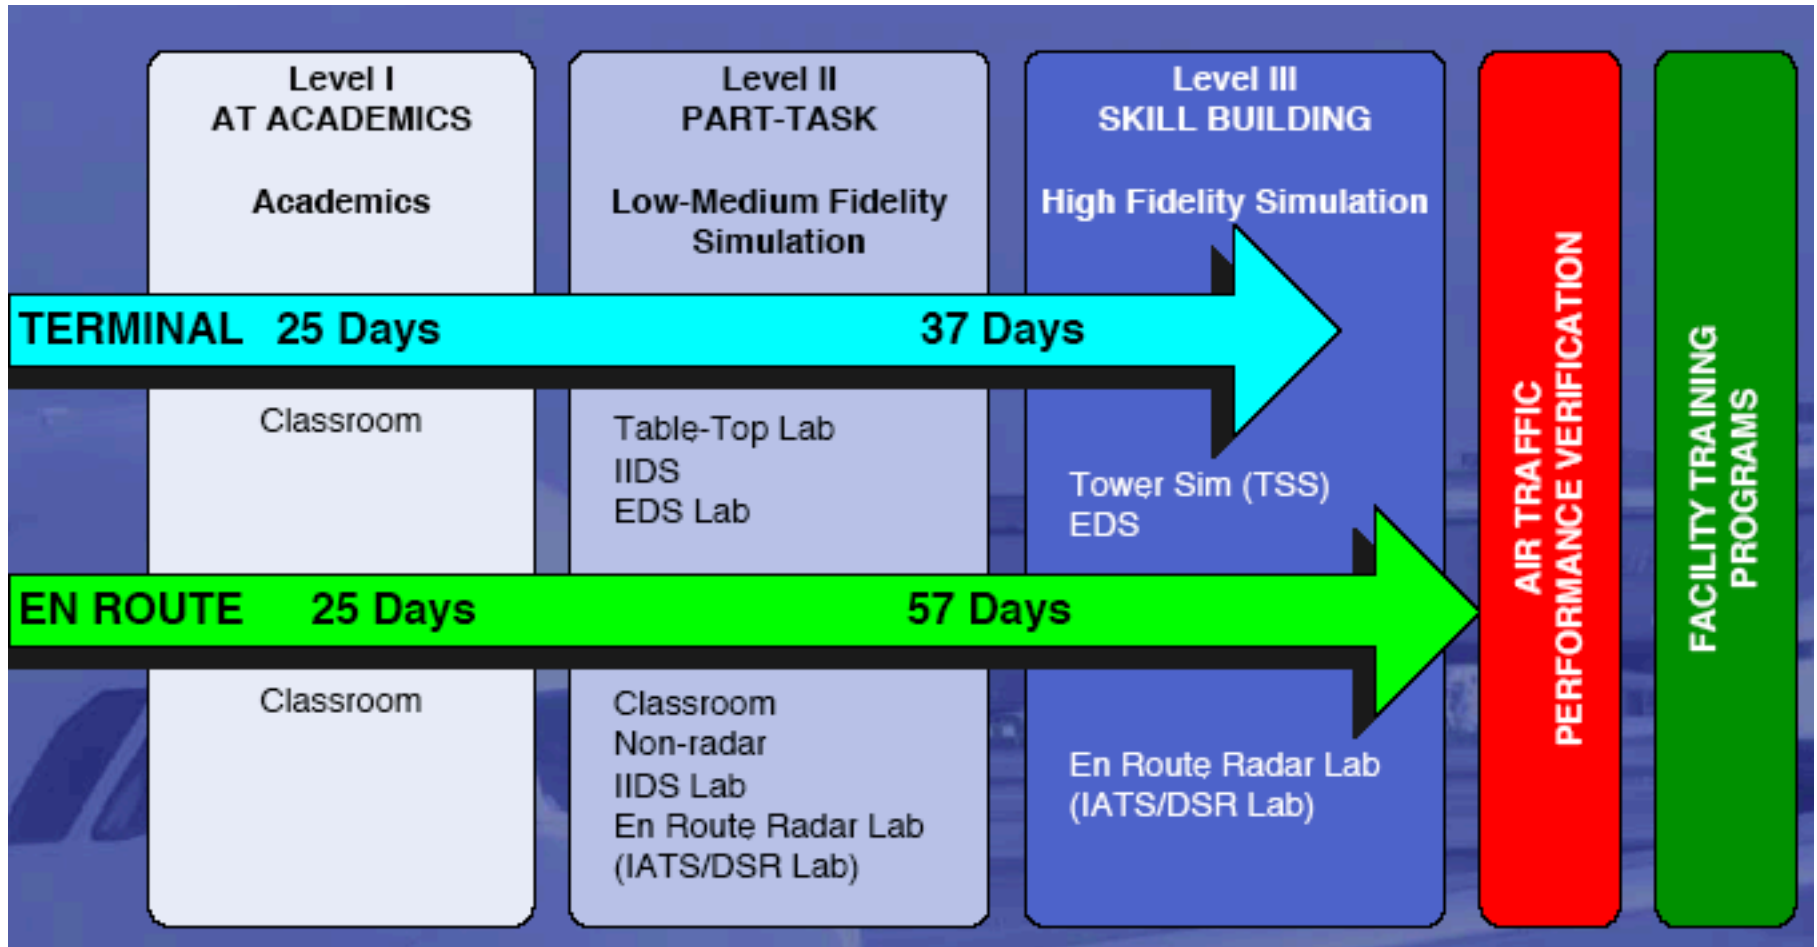 Level I
AT ACADEMICS
Academics
Level II
PART-TASK
Low-Medium Fidelity
Simulation
Level III
SKILL BUILDING
High Fidelity Simulation
TERMINAL 25 Days 37 Days
Classroom
Table-Top Lab
IIDS
EDS Lab
Tower Sim (TSS)
EDS
EN ROUTE 25 Days 57 Days
Classroom
Classroom
Non-radar
IIDS Lab
En Route Radar Lab
(IATS/DSR Lab)
En Route Radar Lab
(IATS/DSR Lab)
AIR TRAFFIC
PERFORMANCE VERIFICATION
FACILITY TRAINING
PROGRAMS